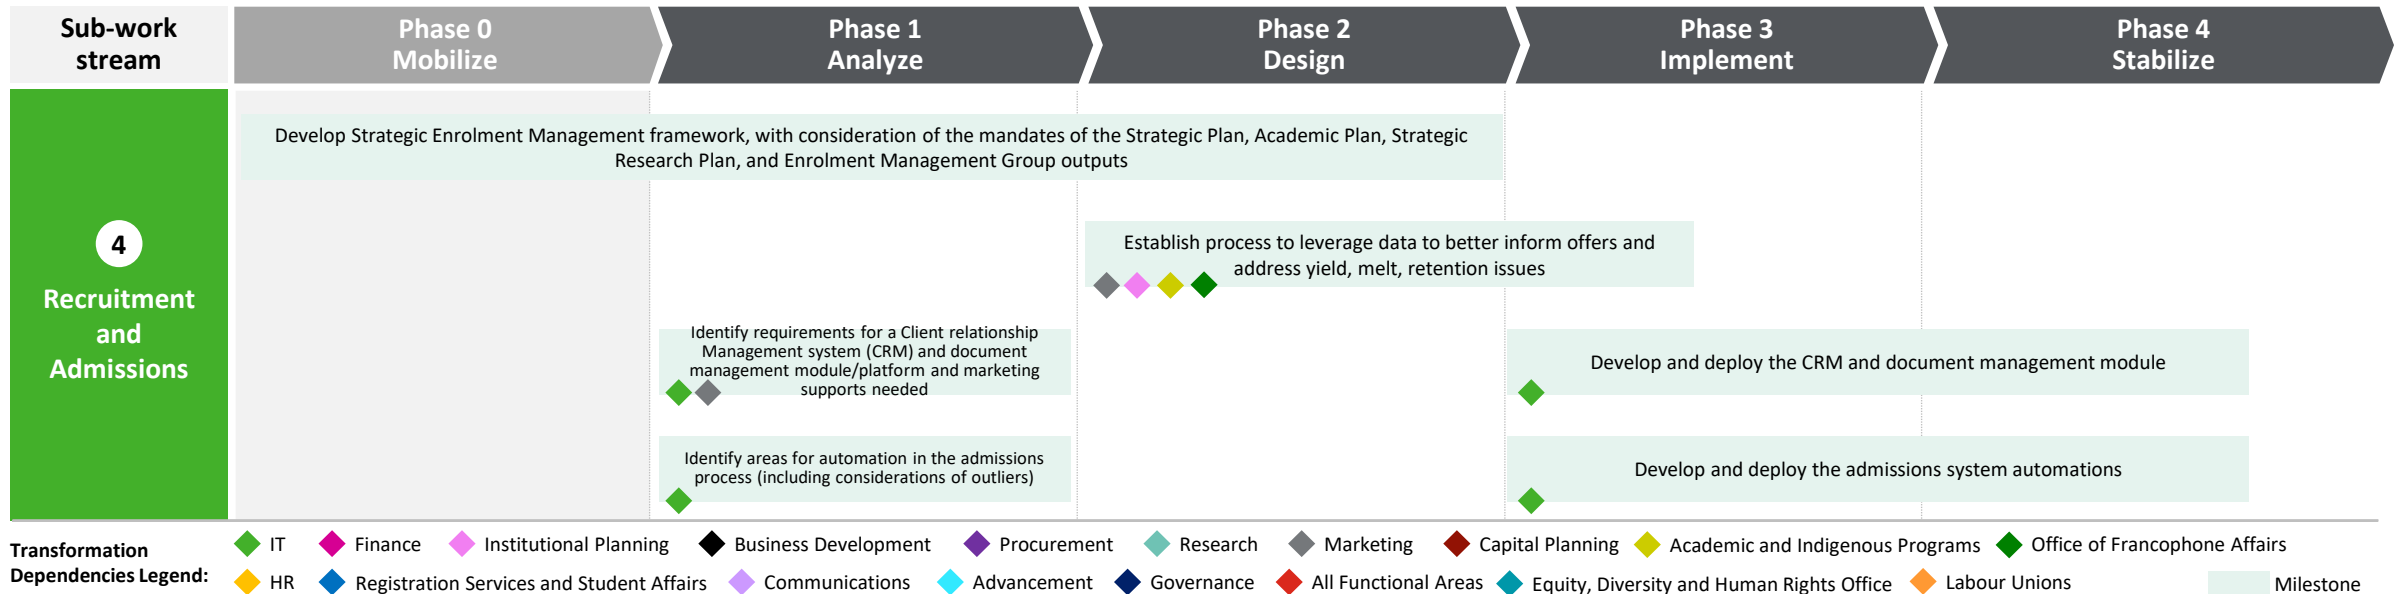 Sub-work
stream
Phase 0
Mobilize
Phase 1
Analyze
Phase 2
Design
Phase 3
Implement
Phase 4
Stabilize
4
Recruitment
and
Admissions
Develop Strategic Enrolment Management framework, with consideration of the mandates of the Strategic Plan, Academic Plan, Strategic
Research Plan, and Enrolment Management Group outputs
Establish process to leverage data to better inform offers and
address yield, melt, retention issues
Identify requirements for a Client relationship
Management system (CRM) and document
management module/platform and marketing
supports needed
Develop and deploy the CRM and document management module
Identify areas for automation in the admissions
process (including considerations of outliers)
Develop and deploy the admissions system automations
Transformation
Dependencies Legend:
IT
Finance
Institutional Planning
Business Development
Procurement
Research
Marketing
Capital Planning
Academic and Indigenous Programs
Office of Francophone Affairs
HR
Registration Services and Student Affairs
Communications
Advancement
Governance
All Functional Areas
Equity, Diversity and Human Rights Office
Labour Unions
Milestone